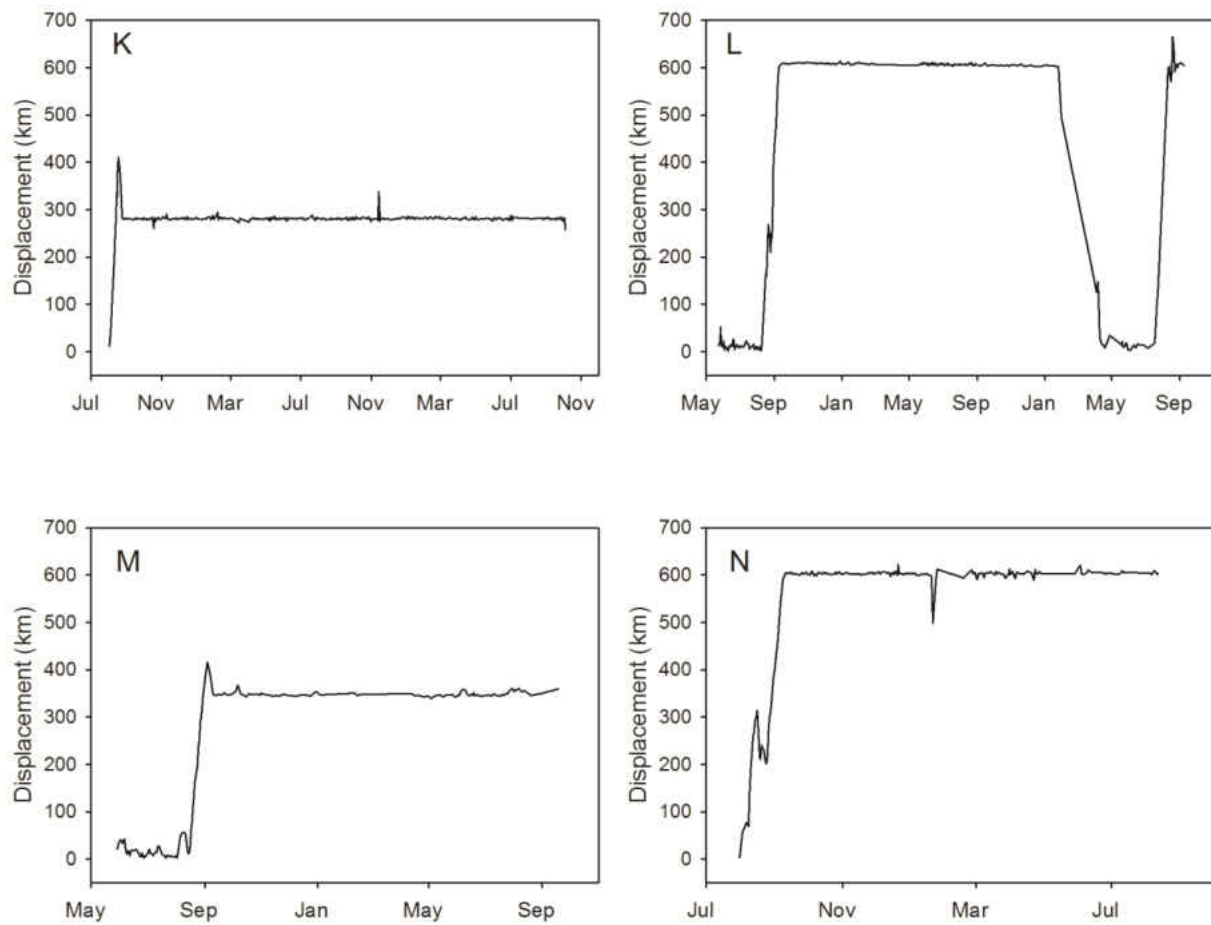 K
Displacement (km)
700
600
500
400
300
200
100
0
Jul Nov Mar Jul Nov Mar Jul Nov
L
Displacement (km)
700
600
500
400
300
200
100
0
May Sep Jan May Sep Jan May Sep
M
Displacement (km)
700
600
500
400
300
200
100
0
May Sep Jan May Sep
N
Displacement (km)
700
600
500
400
300
200
100
0
Jul Nov Mar Jul